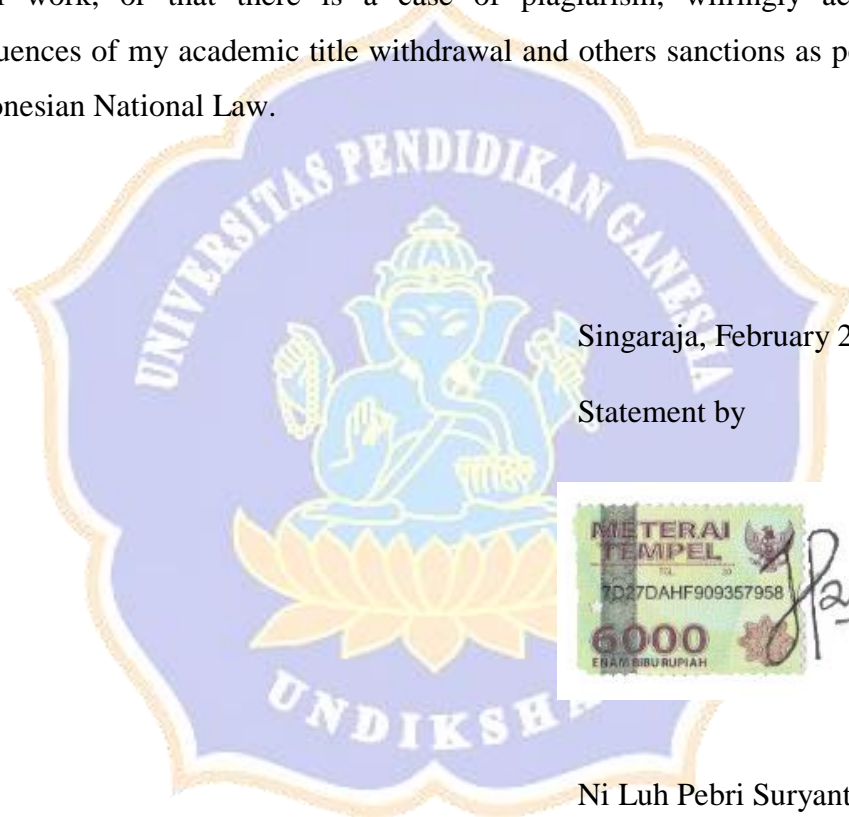 work, or that there is a case of plagiarism, willingly ac
uences of my academic title withdrawal and others sanctions as p
onesian National Law.
UNIVERSITAS PENDIDIKAN GANESHA
Singaraja, February 2
Statement by
METERAI
TEMPEL
TGL 20
7D27DAHF909357958
6000
ENAM RIBU RUPIAH
UNDIKSHA
Ni Luh Pebri Suryant